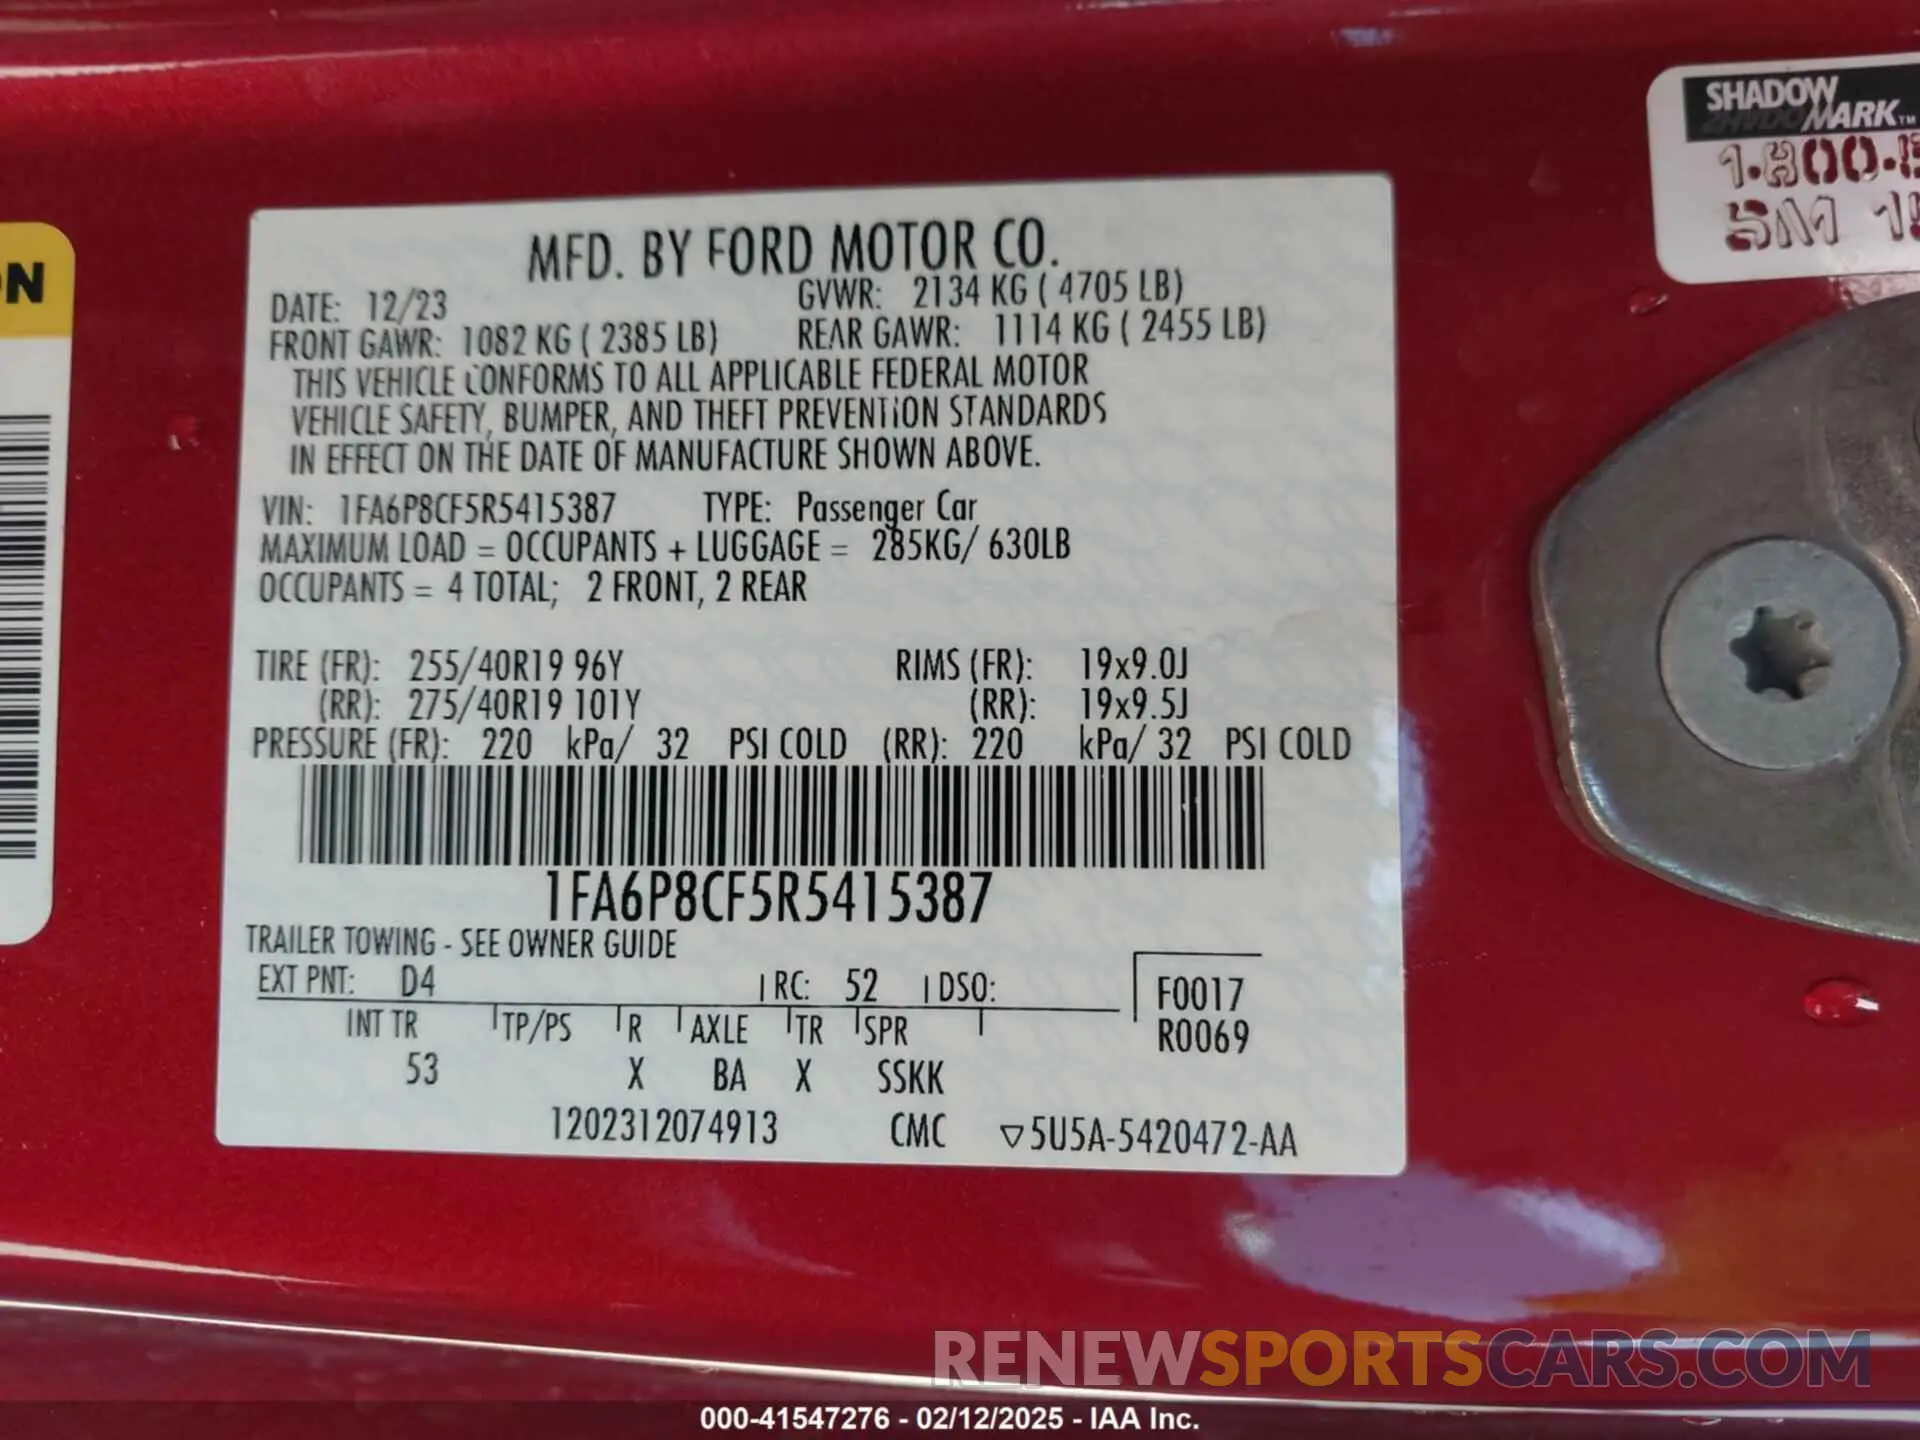 SHADOW
MARK™
1-800-
SM 15
ON
MFD. BY FORD MOTOR CO.
DATE: 12/23 GVWR: 2134 KG ( 4705 LB)
FRONT GAWR: 1082 KG ( 2385 LB) REAR GAWR: 1114 KG ( 2455 LB)
THIS VEHICLE CONFORMS TO ALL APPLICABLE FEDERAL MOTOR
VEHICLE SAFETY, BUMPER, AND THEFT PREVENTION STANDARDS
IN EFFECT ON THE DATE OF MANUFACTURE SHOWN ABOVE.
VIN: 1FA6P8CF5R5415387 TYPE: Passenger Car
MAXIMUM LOAD = OCCUPANTS + LUGGAGE = 285KG/ 630LB
OCCUPANTS = 4 TOTAL; 2 FRONT, 2 REAR
TIRE (FR): 255/40R19 96Y RIMS (FR): 19x9.0J
(RR): 275/40R19 101Y (RR): 19x9.5J
PRESSURE (FR): 220 kPa/ 32 PSI COLD (RR): 220 kPa/ 32 PSI COLD
1FA6P8CF5R5415387
TRAILER TOWING - SEE OWNER GUIDE
EXT PNT: D4 RC: 52 DSO: F0017
INT TR TP/PS R AXLE TR SPR R0069
53 X BA X SSKK
1202312074913 CMC ▽5U5A-5420472-AA
RENEWSPORTSCARS.COM
000-41547276 - 02/12/2025 - IAA Inc.